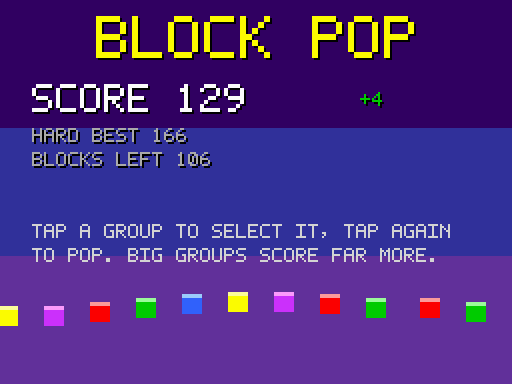 BLOCK POP
SCORE 129
+4
HARD BEST 166
BLOCKS LEFT 106
TAP A GROUP TO SELECT IT, TAP AGAIN
TO POP. BIG GROUPS SCORE FAR MORE.